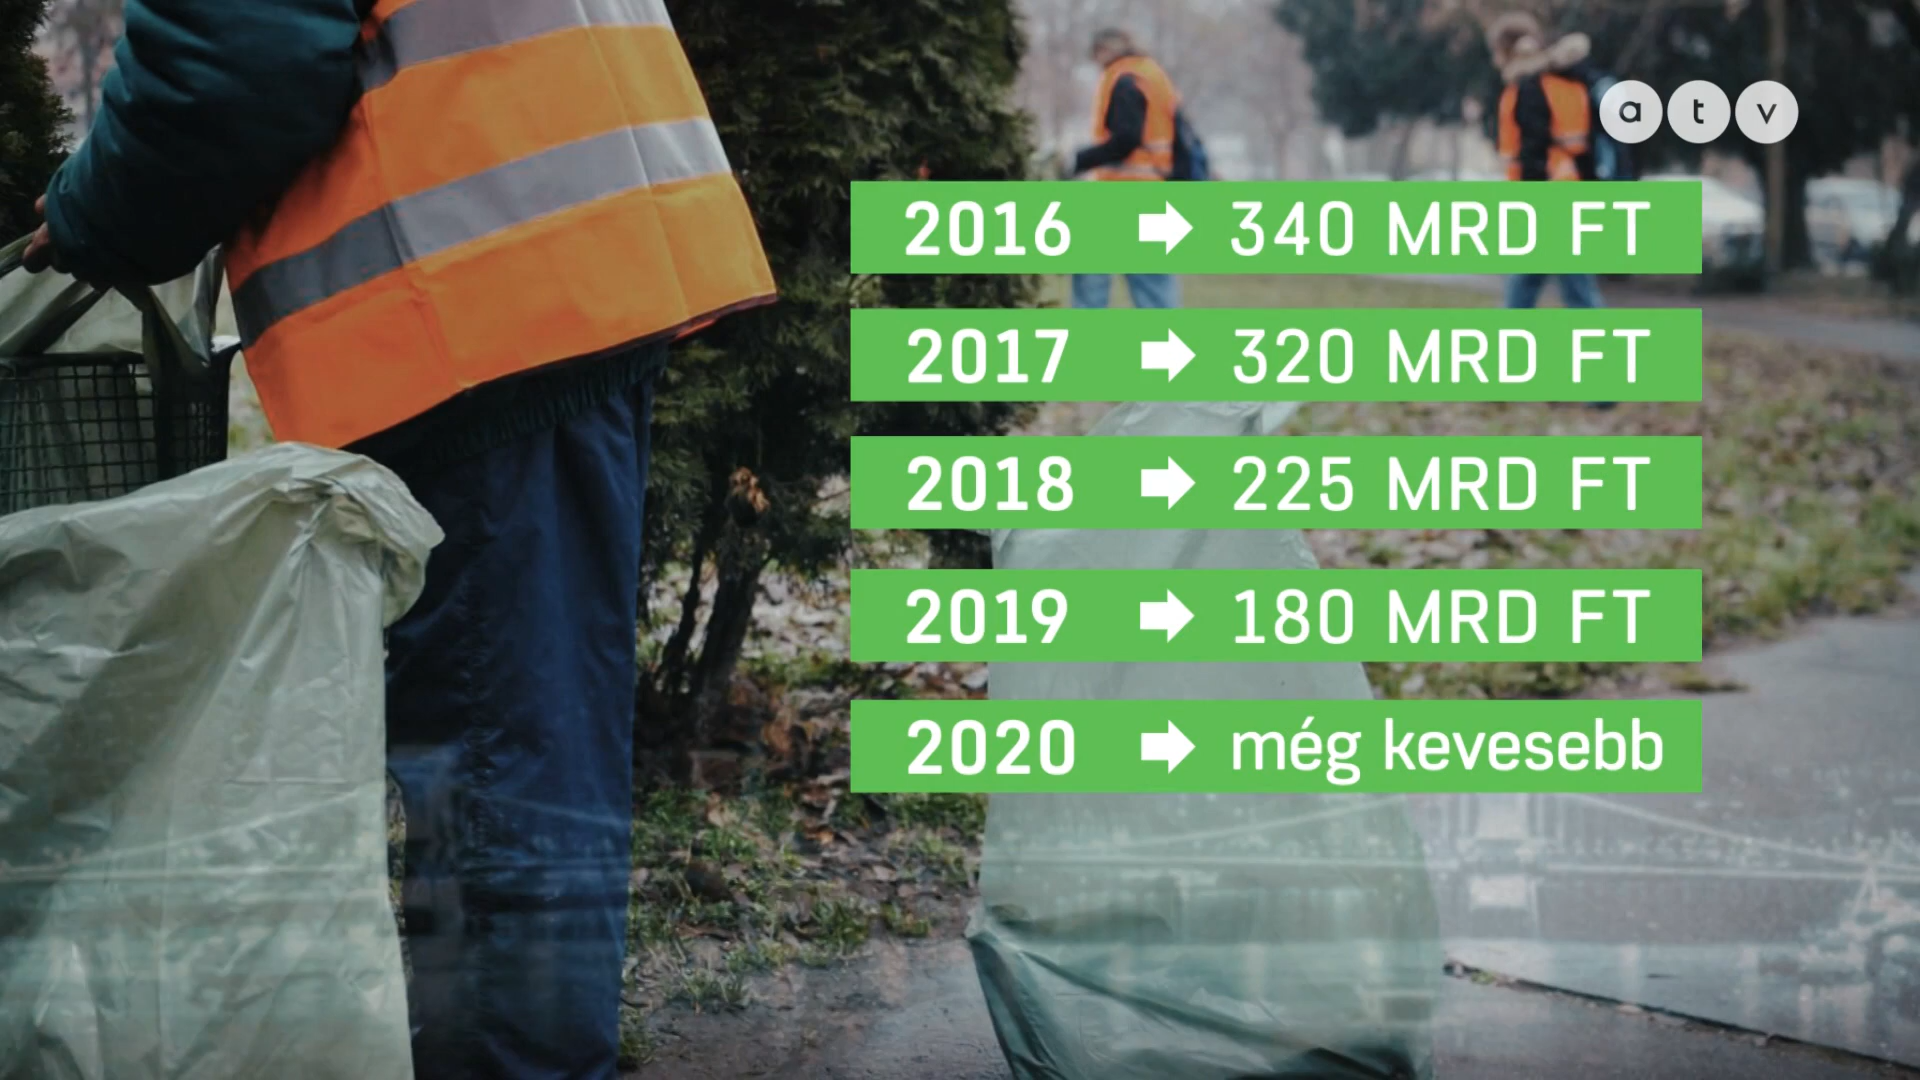 atv
2016 ➡ 340 MRD FT
2017 ➡ 320 MRD FT
2018 ➡ 225 MRD FT
2019 ➡ 180 MRD FT
2020 ➡ még kevesebb